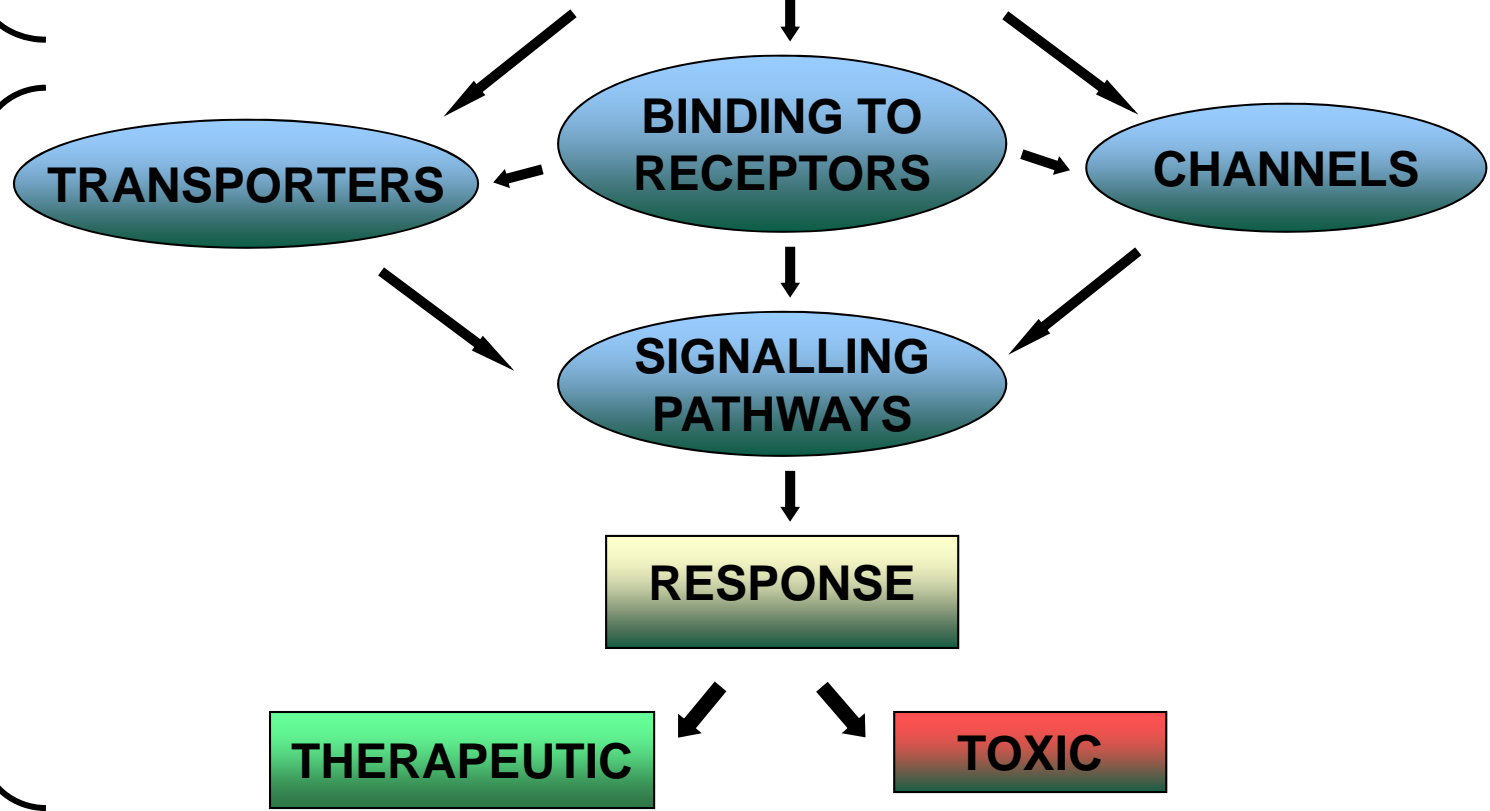 BINDING TO
RECEPTORS
TRANSPORTERS
CHANNELS
SIGNALLING
PATHWAYS
RESPONSE
THERAPEUTIC
TOXIC